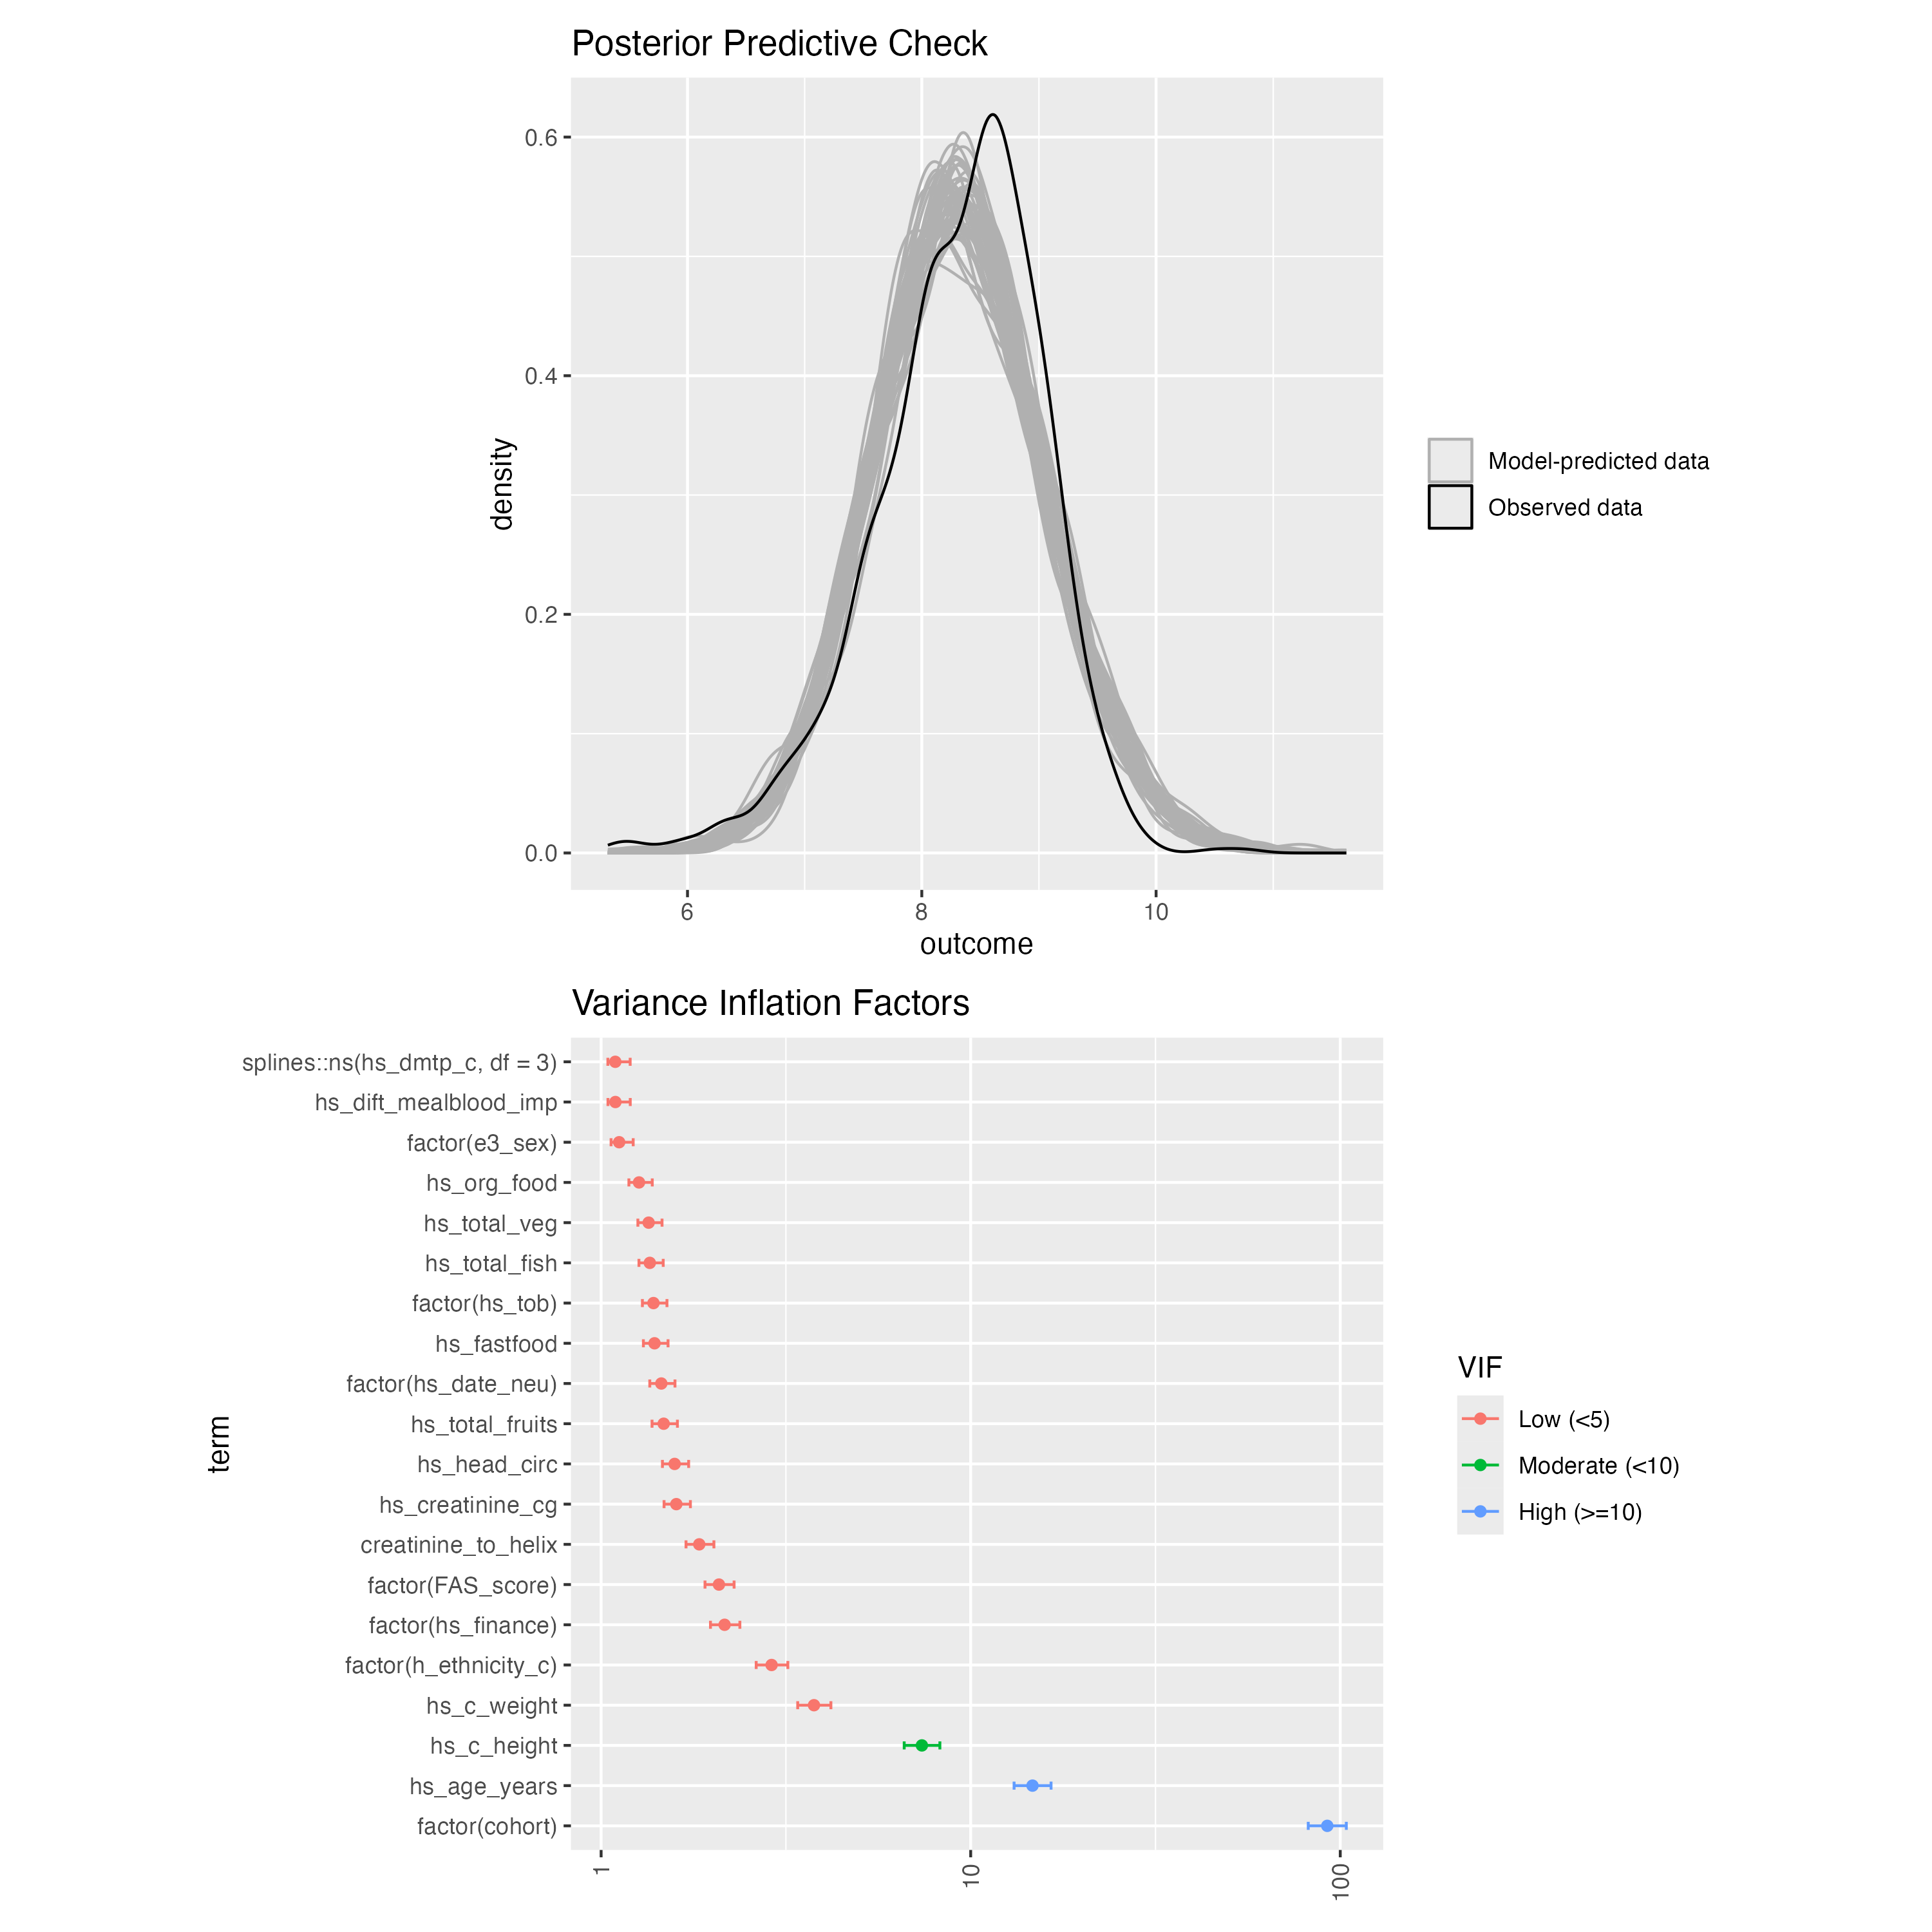 Posterior Predictive Check
0.6
0.4
0.2
0.0
density
6
8
10
outcome
Model-predicted data
Observed data
Variance Inflation Factors
splines::ns(hs_dmtp_c, df = 3)
hs_dift_mealblood_imp
factor(e3_sex)
hs_org_food
hs_total_veg
hs_total_fish
factor(hs_tob)
hs_fastfood
factor(hs_date_neu)
hs_total_fruits
hs_head_circ
hs_creatinine_cg
creatinine_to_helix
factor(FAS_score)
factor(hs_finance)
factor(h_ethnicity_c)
hs_c_weight
hs_c_height
hs_age_years
factor(cohort)
term
1
10
100
VIF
Low (<5)
Moderate (<10)
High (>=10)